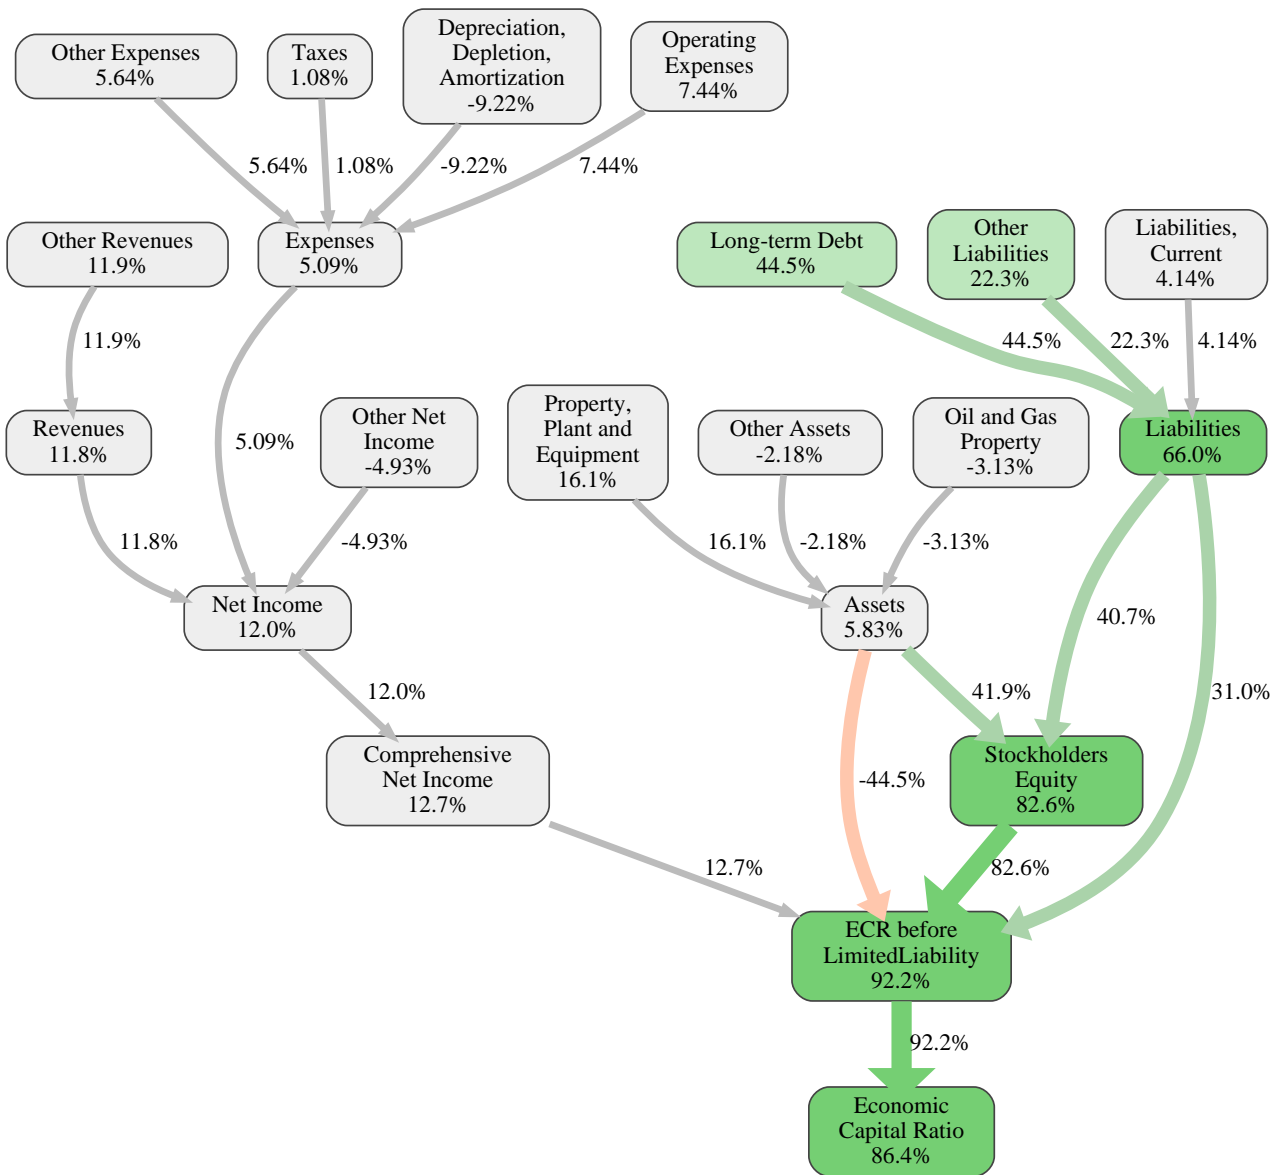 Other Expenses
5.64%
Taxes
1.08%
Depreciation,
Depletion,
Amortization
-9.22%
Operating
Expenses
7.44%
5.64%
1.08%
-9.22%
7.44%
Other Revenues
11.9%
Expenses
5.09%
Long-term Debt
44.5%
Other
Liabilities
22.3%
Liabilities,
Current
4.14%
11.9%
44.5%
22.3%
4.14%
Revenues
11.8%
5.09%
Other Net
Income
-4.93%
Property,
Plant and
Equipment
16.1%
Other Assets
-2.18%
Oil and Gas
Property
-3.13%
Liabilities
66.0%
11.8%
-4.93%
16.1%
-2.18%
-3.13%
Net Income
12.0%
Assets
5.83%
40.7%
12.0%
41.9%
31.0%
Comprehensive
Net Income
12.7%
-44.5%
Stockholders
Equity
82.6%
12.7%
82.6%
ECR before
LimitedLiability
92.2%
92.2%
Economic
Capital Ratio
86.4%